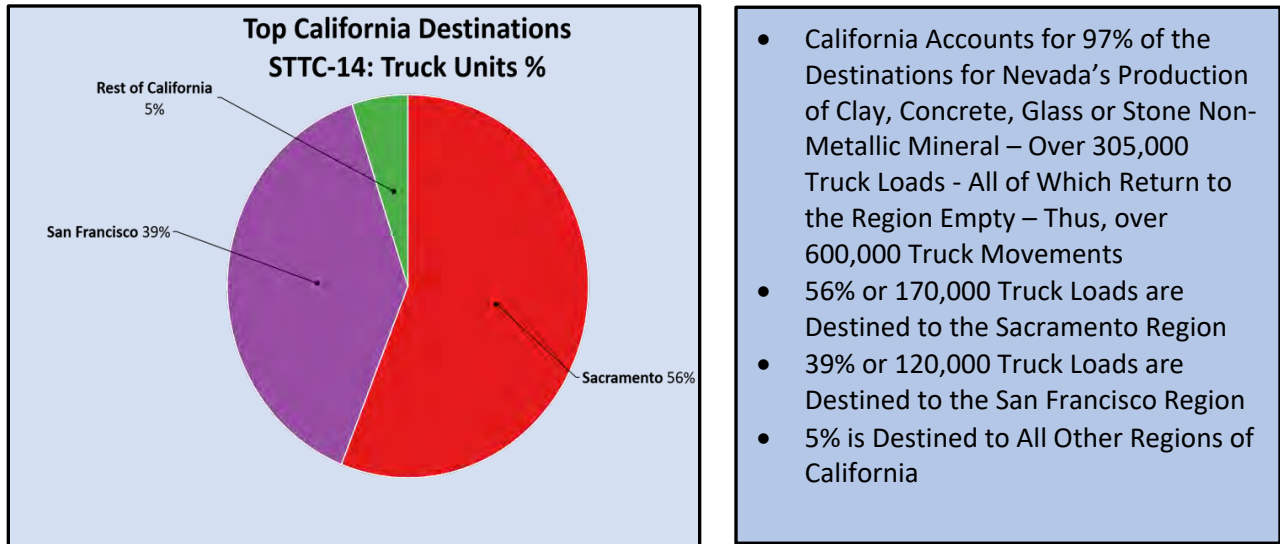 Top California Destinations
STTC-14: Truck Units %
Rest of California
5%
San Francisco 39%
Sacramento 56%
• California Accounts for 97% of the
Destinations for Nevada’s Production
of Clay, Concrete, Glass or Stone Non-
Metallic Mineral – Over 305,000
Truck Loads - All of Which Return to
the Region Empty – Thus, over
600,000 Truck Movements
• 56% or 170,000 Truck Loads are
Destined to the Sacramento Region
• 39% or 120,000 Truck Loads are
Destined to the San Francisco Region
• 5% is Destined to All Other Regions of
California